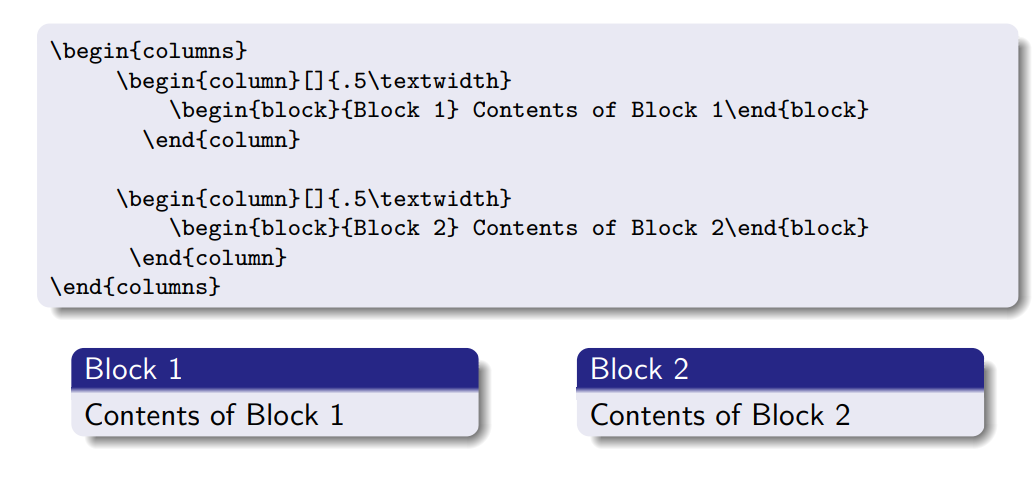 \begin{columns}
\begin{column}[]{.5\textwidth}
\begin{block}{Block 1} Contents of Block 1\end{block}
\end{column}
\begin{column}[]{.5\textwidth}
\begin{block}{Block 2} Contents of Block 2\end{block}
\end{column}
\end{columns}
Block 1
Contents of Block 1
Block 2
Contents of Block 2